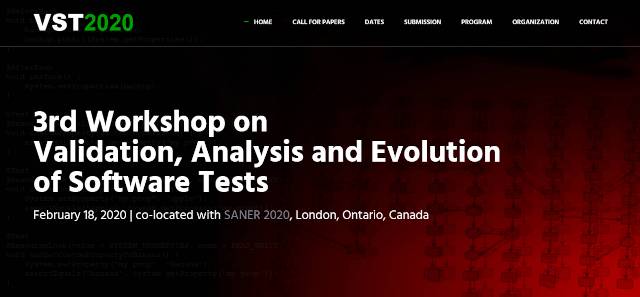 VST2020
HOME CALL FOR PAPERS DATES SUBMISSION PROGRAM ORGANIZATION CONTACT
3rd Workshop on
Validation, Analysis and Evolution
of Software Tests
February 18, 2020 | co-located with SANER 2020, London, Ontario, Canada